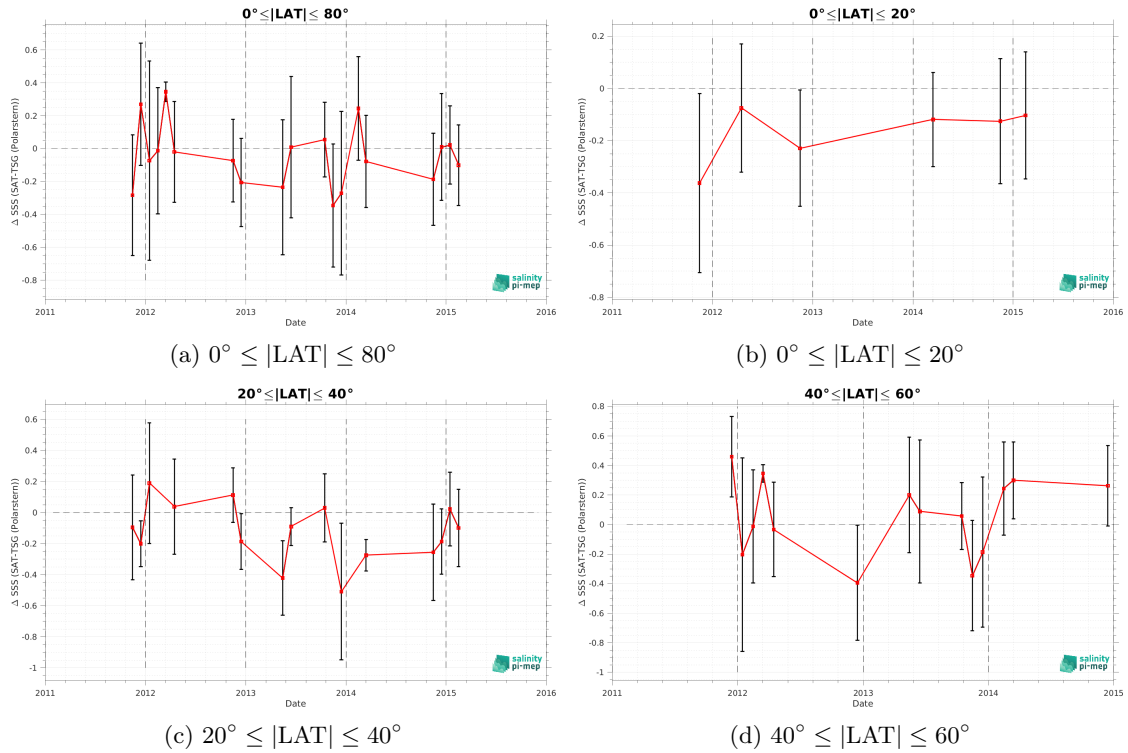 0°≤|LAT|≤ 80°
0.6
0.4
0.2
0
-0.2
-0.4
-0.6
-0.8
Δ SSS (SAT-TSG (Polarstern))
2011 2012 2013 2014 2015 2016
Date
salinity
pi-mep
(a) 0° ≤ |LAT| ≤ 80°
0°≤|LAT|≤ 20°
0.2
0
-0.2
-0.4
-0.6
-0.8
Δ SSS (SAT-TSG (Polarstern))
2011 2012 2013 2014 2015 2016
Date
salinity
pi-mep
(b) 0° ≤ |LAT| ≤ 20°
20°≤|LAT|≤ 40°
0.6
0.4
0.2
0
-0.2
-0.4
-0.6
-0.8
-1
Δ SSS (SAT-TSG (Polarstern))
2011 2012 2013 2014 2015 2016
Date
salinity
pi-mep
(c) 20° ≤ |LAT| ≤ 40°
40°≤|LAT|≤ 60°
0.8
0.6
0.4
0.2
0
-0.2
-0.4
-0.6
-0.8
-1
Δ SSS (SAT-TSG (Polarstern))
2011 2012 2013 2014 2015
Date
salinity
pi-mep
(d) 40° ≤ |LAT| ≤ 60°